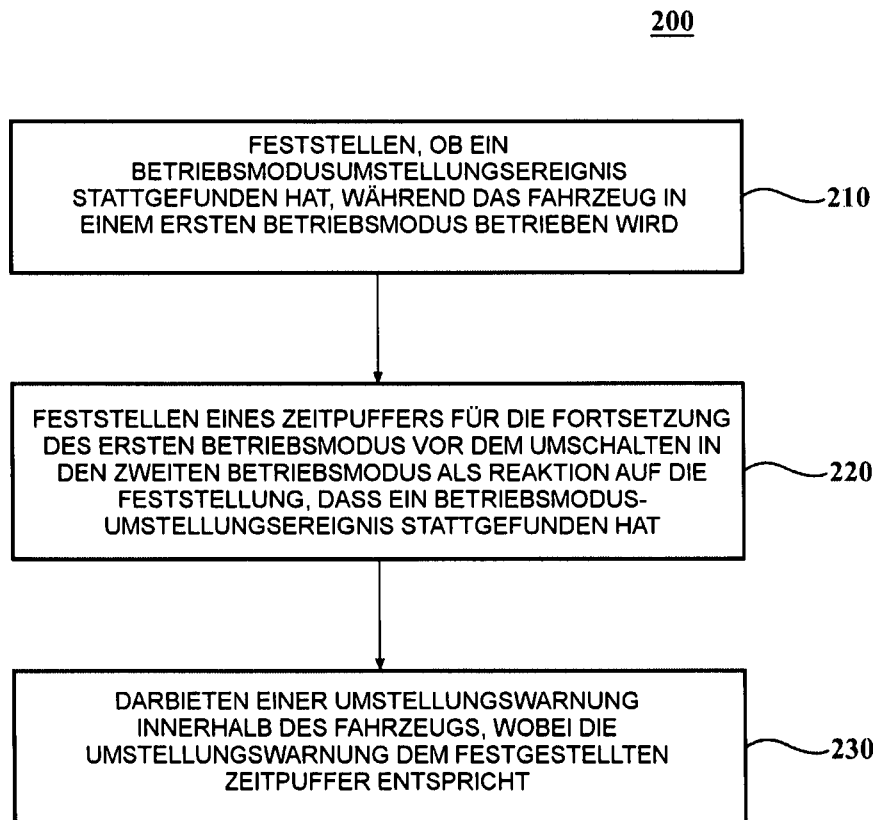 200
FESTSTELLEN, OB EIN
BETRIEBSMODUSUMSTELLUNGSEREIGNIS
STATTGEFUNDEN HAT, WÄHREND DAS FAHRZEUG IN
EINEM ERSTEN BETRIEBSMODUS BETRIEBEN WIRD
210
FESTSTELLEN EINES ZEITPUFFERS FÜR DIE FORTSETZUNG
DES ERSTEN BETRIEBSMODUS VOR DEM UMSCHALTEN IN
DEN ZWEITEN BETRIEBSMODUS ALS REAKTION AUF DIE
FESTSTELLUNG, DASS EIN BETRIEBSMODUS-
UMSTELLUNGSEREIGNIS STATTGEFUNDEN HAT
220
DARBIETEN EINER UMSTELLUNGSWARNUNG
INNERHALB DES FAHRZEUGS, WOBEI DIE
UMSTELLUNGSWARNUNG DEM FESTGESTELLTEN
ZEITPUFFER ENTSPRICHT
230